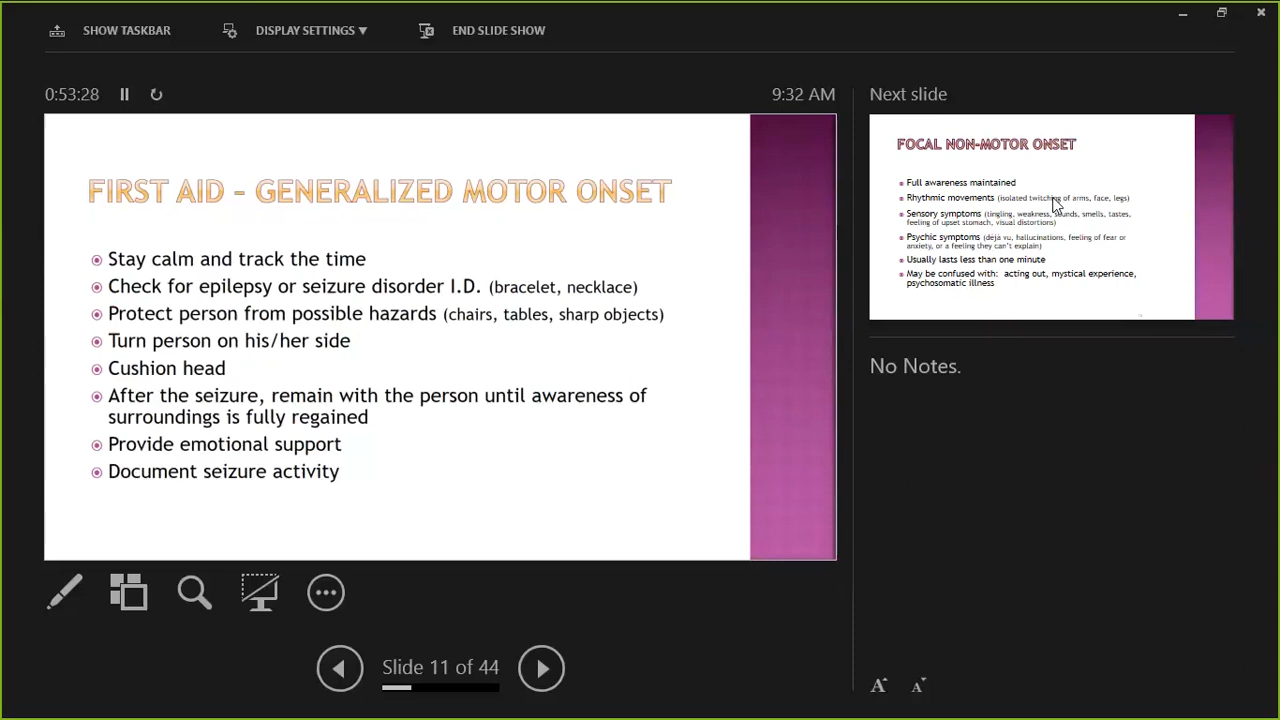 SHOW TASKBAR
DISPLAY SETTINGS ▼
END SLIDE SHOW
0:53:28
9:32 AM
FIRST AID – GENERALIZED MOTOR ONSET
Stay calm and track the time
Check for epilepsy or seizure disorder I.D. (bracelet, necklace)
Protect person from possible hazards (chairs, tables, sharp objects)
Turn person on his/her side
Cushion head
After the seizure, remain with the person until awareness of
surroundings is fully regained
Provide emotional support
Document seizure activity
Slide 11 of 44
Next slide
FOCAL NON-MOTOR ONSET
Full awareness maintained
Rhythmic movements (isolated twitching of arms, face, legs)
Sensory symptoms (tingling, weakness, sounds, smells, tastes,
feeling of upset stomach, visual distortions)
Psychic symptoms (déjà vu, hallucinations, feeling of fear or
anxiety, or a feeling they can't explain)
Usually lasts less than one minute
May be confused with: acting out, mystical experience,
psychosomatic illness
No Notes.
A A